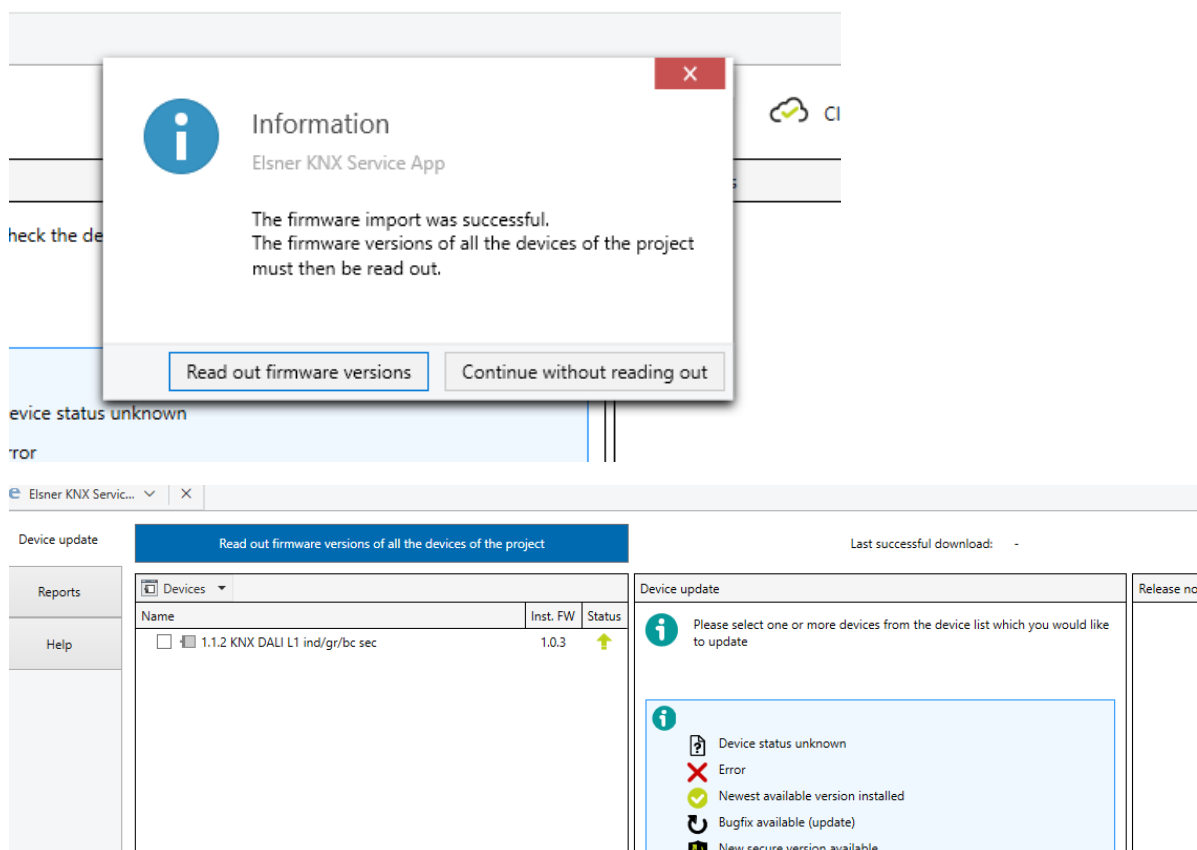 Information
Elsner KNX Service App
Cl
The firmware import was successful.
The firmware versions of all the devices of the project
must then be read out.
heck the de
Read out firmware versions
Continue without reading out
evice status unknown
rror
Elsner KNX Servic...
Device update
Read out firmware versions of all the devices of the project
Last successful download: -
Reports
Devices
Device update
Release no
Name
Inst. FW
Status
1.1.2 KNX DALI L1 ind/gr/bc sec
1.0.3
Please select one or more devices from the device list which you would like
to update
Help
Device status unknown
Error
Newest available version installed
Bugfix available (update)
New secure version available